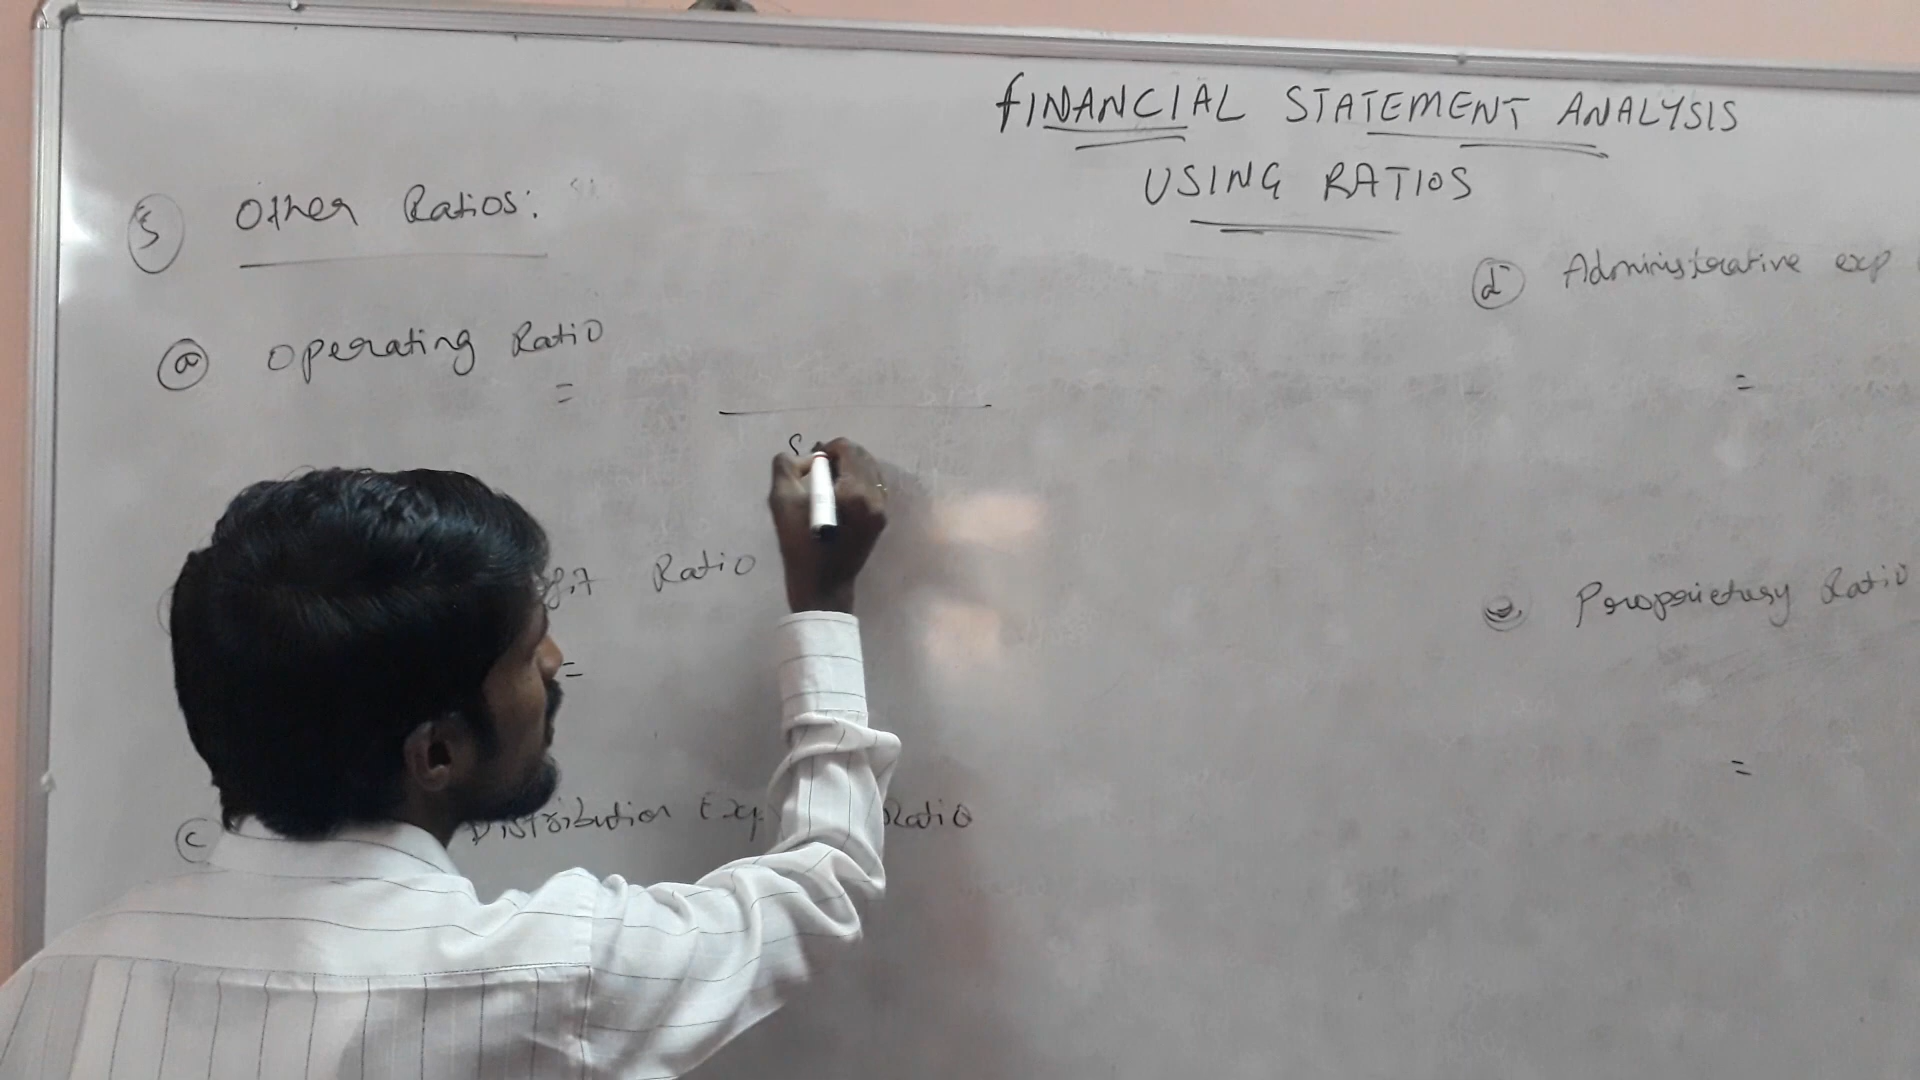 FINANCIAL STATEMENT ANALYSIS
USING RATIOS
5 Other Ratios:
a Operating Ratio
=
S
Ratio
=
c Distribution Exp Ratio
d Administrative exp
=
e Proprietary Ratio
=